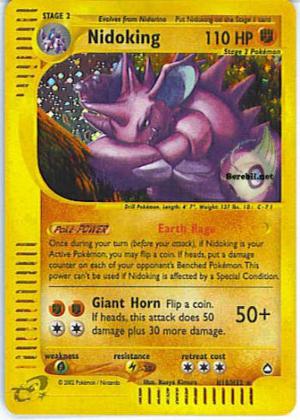 STAGE 2
Evolves from Nidorino
Put Nidoking on the Stage 1 card
Nidoking 110 HP
Stage 2 Pokémon
Berebil.net
Drill Pokémon. Length: 4' 7", Weight: 137 lbs.
Poké-POWER Earth Rage
Once during your turn (before your attack), if Nidoking is your
Active Pokémon, you may flip a coin. If heads, put a damage
counter on each of your opponent's Benched Pokémon. This
power can't be used if Nidoking is affected by a Special Condition.
Giant Horn Flip a coin.
If heads, this attack does 50
damage plus 30 more damage.
50+
weakness resistance retreat cost
© 2002 Pokémon / Nintendo
Illus.